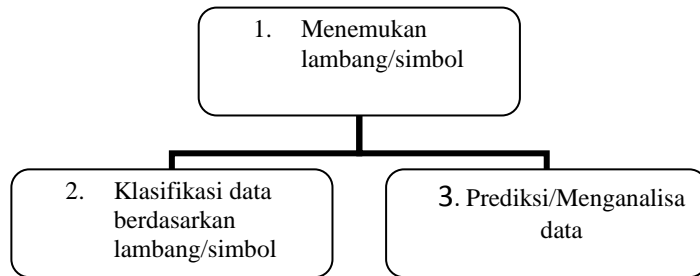 1. Menemukan
lambang/simbol
2. Klasifikasi data
berdasarkan
lambang/simbol
3. Prediksi/Menganalisa
data